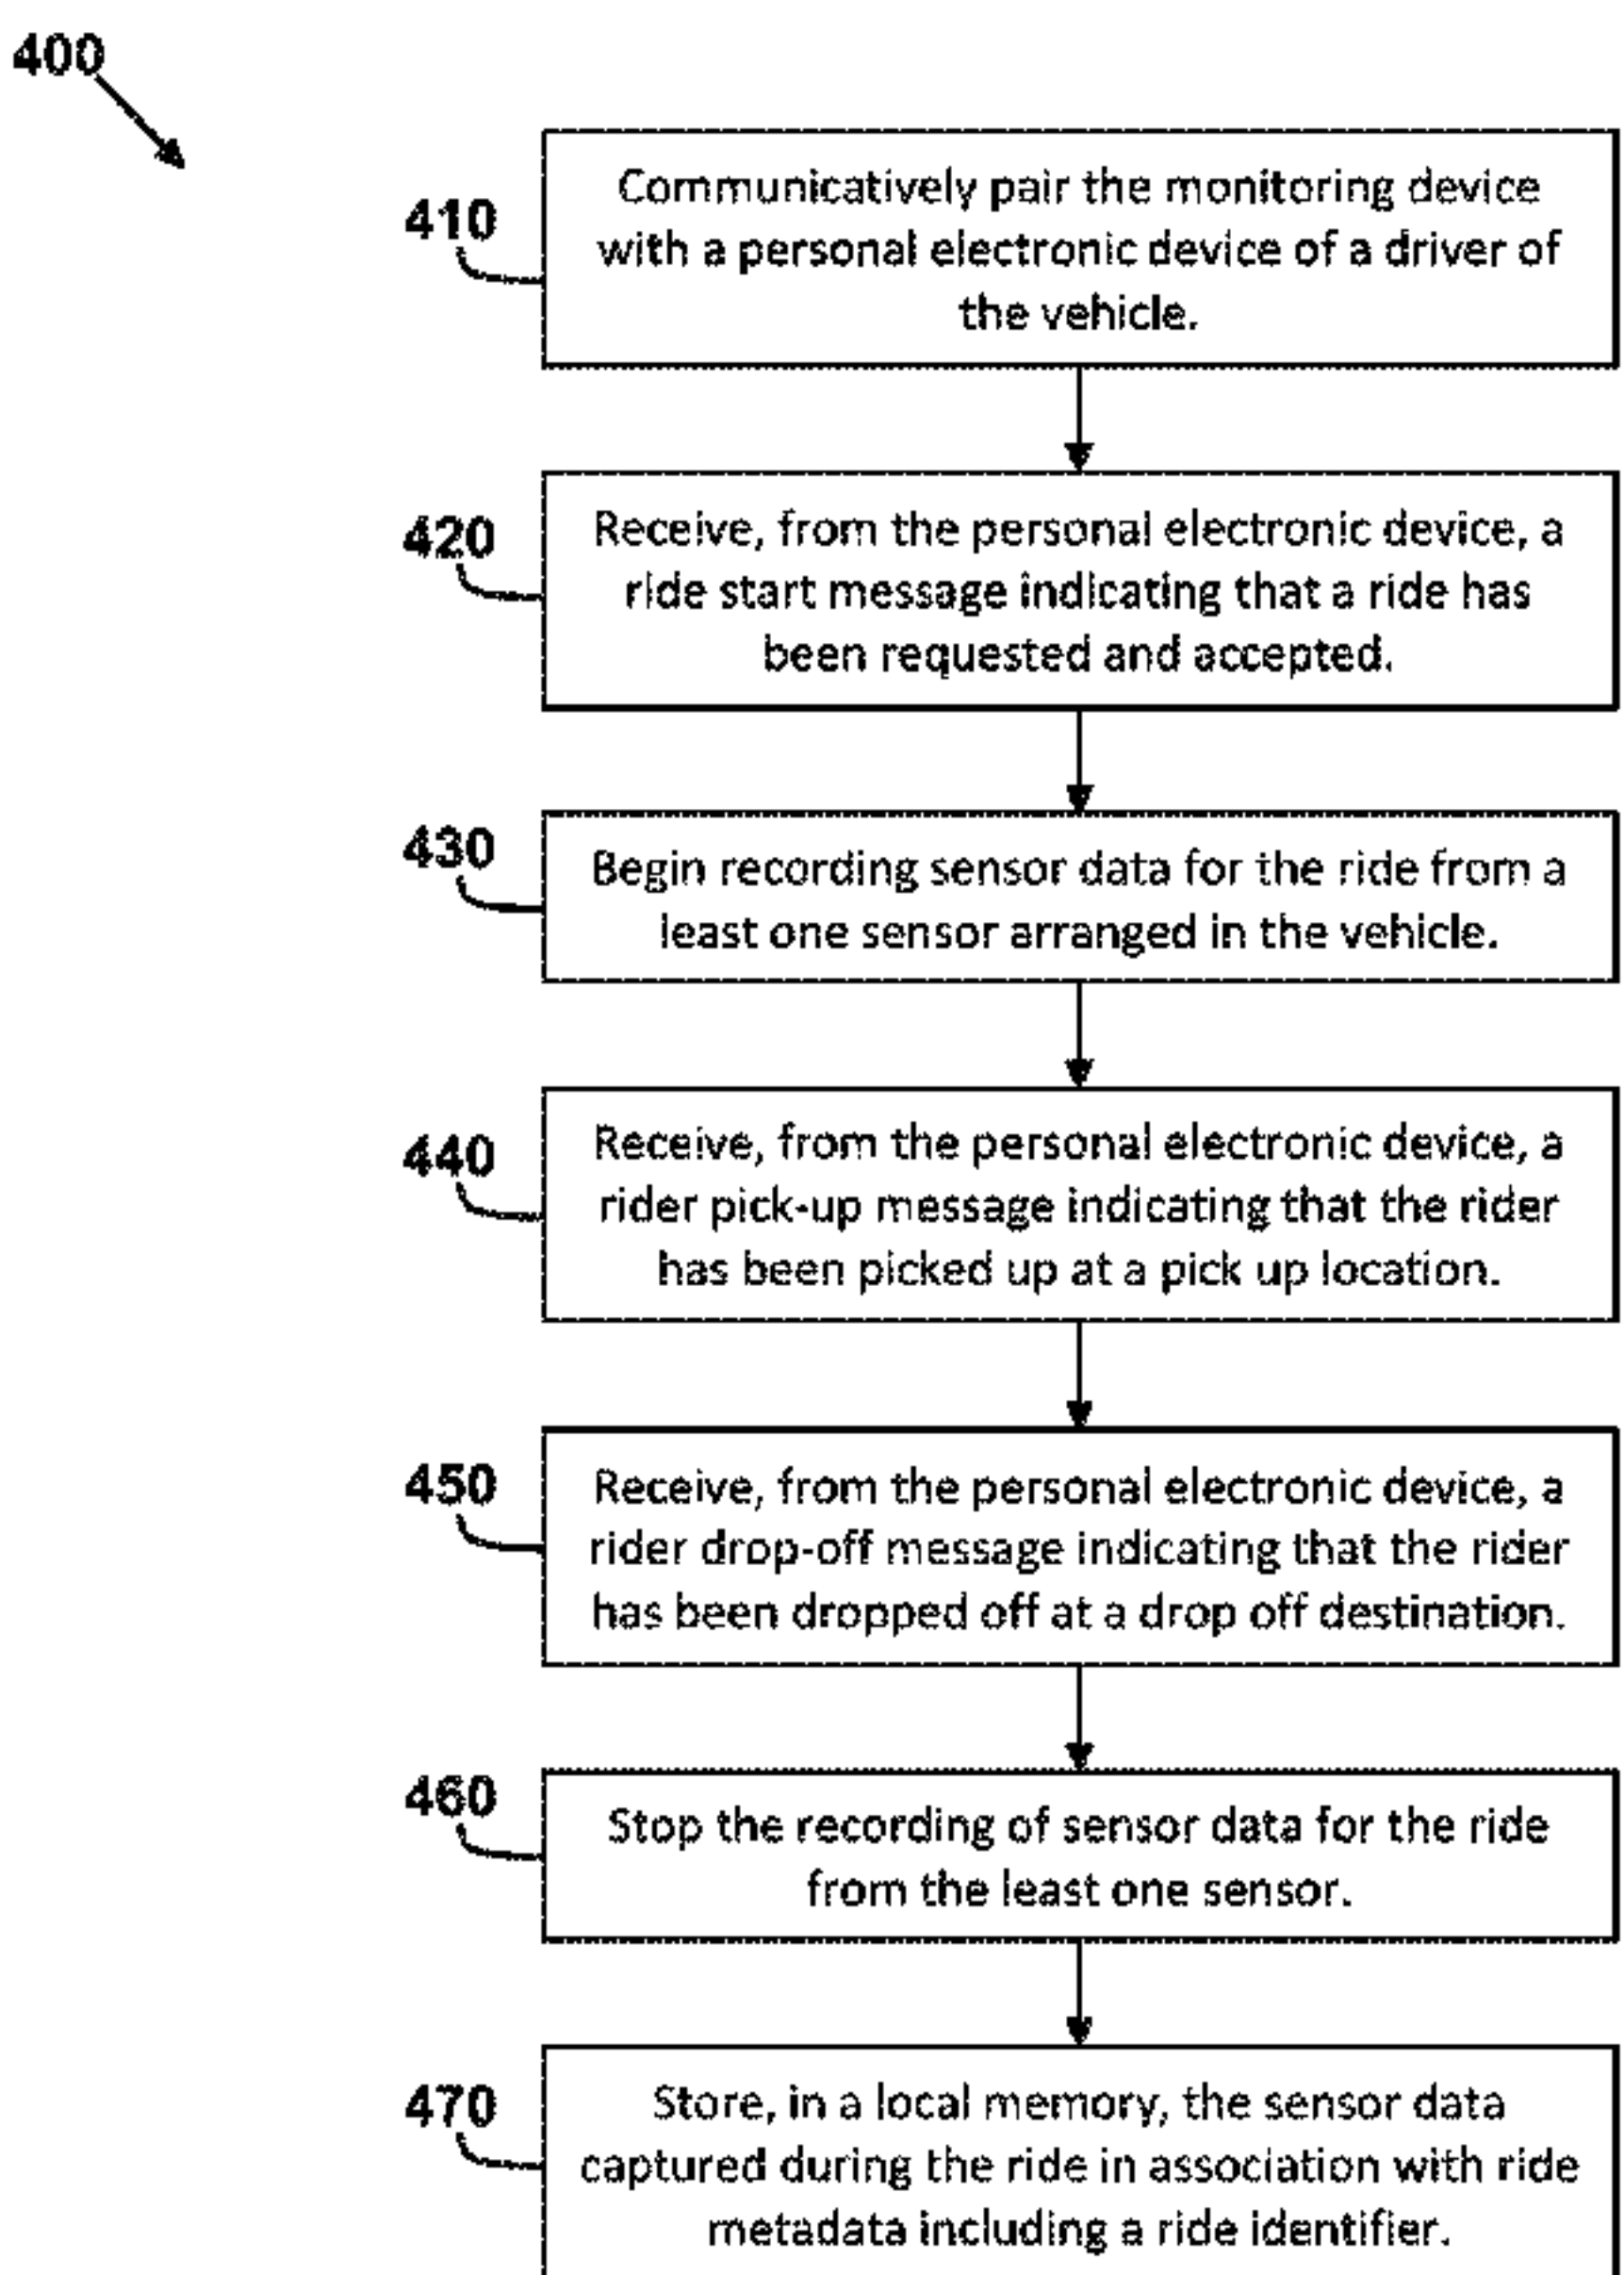 400
410
Communicatively pair the monitoring device
with a personal electronic device of a driver of
the vehicle.
420
Receive, from the personal electronic device, a
ride start message indicating that a ride has
been requested and accepted.
430
Begin recording sensor data for the ride from a
least one sensor arranged in the vehicle.
440
Receive, from the personal electronic device, a
rider pick-up message indicating that the rider
has been picked up at a pick up location.
450
Receive, from the personal electronic device, a
rider drop-off message indicating that the rider
has been dropped off at a drop off destination.
460
Stop the recording of sensor data for the ride
from the least one sensor.
470
Store, in a local memory, the sensor data
captured during the ride in association with ride
metadata including a ride identifier.